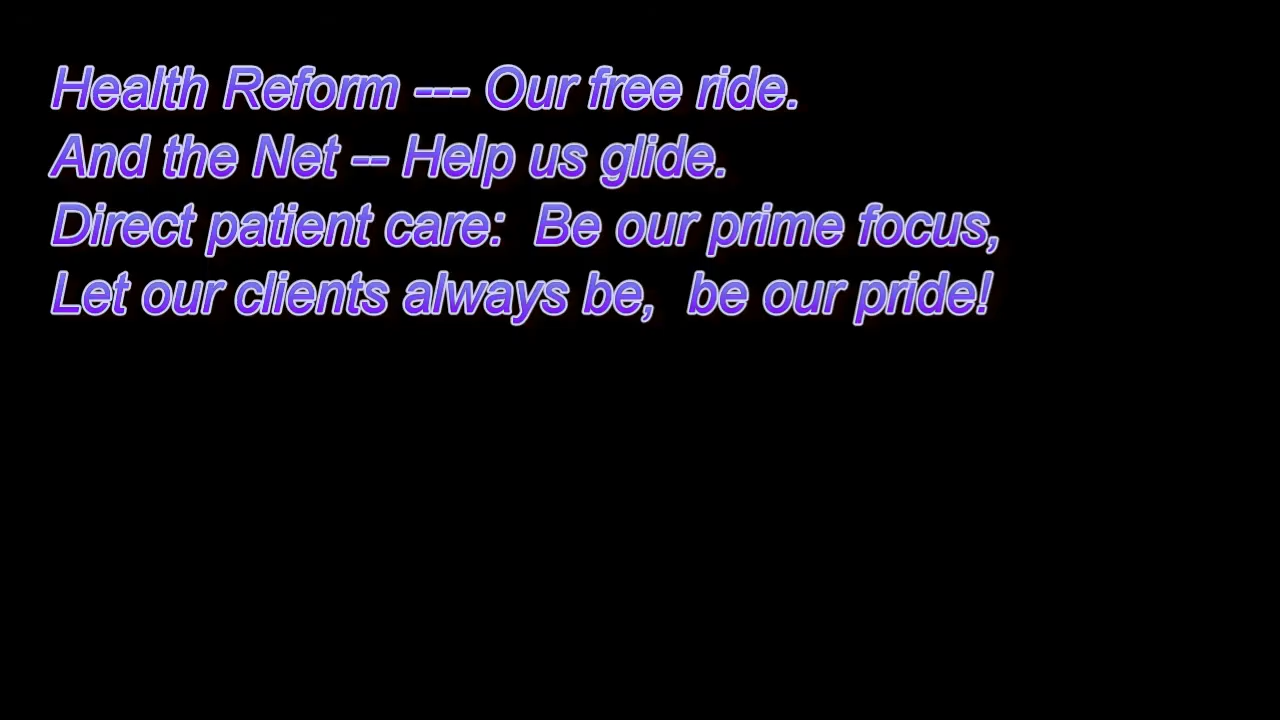 Health Reform --- Our free ride.
And the Net -- Help us glide.
Direct patient care:  Be our prime focus,
Let our clients always be,  be our pride!